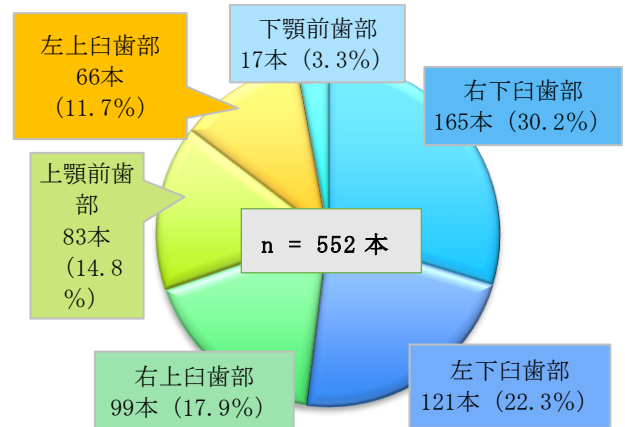 下顎前歯部
17本（3.3%）
左上臼歯部
66本
（11.7%）
右下臼歯部
165本（30.2%）
上顎前歯
部
83本
（14.8
%）
n = 552 本
右上臼歯部
99本（17.9%）
左下臼歯部
121本（22.3%）